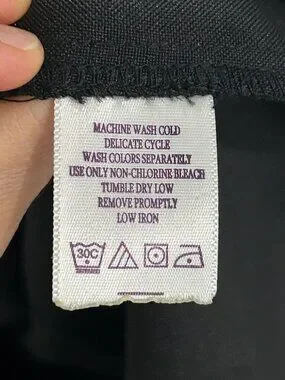 MACHINE WASH COLD
DELICATE CYCLE
WASH COLORS SEPARATELY
USE ONLY NON-CHLORINE BLEACH
TUMBLE DRY LOW
REMOVE PROMPTLY
LOW IRON
30C